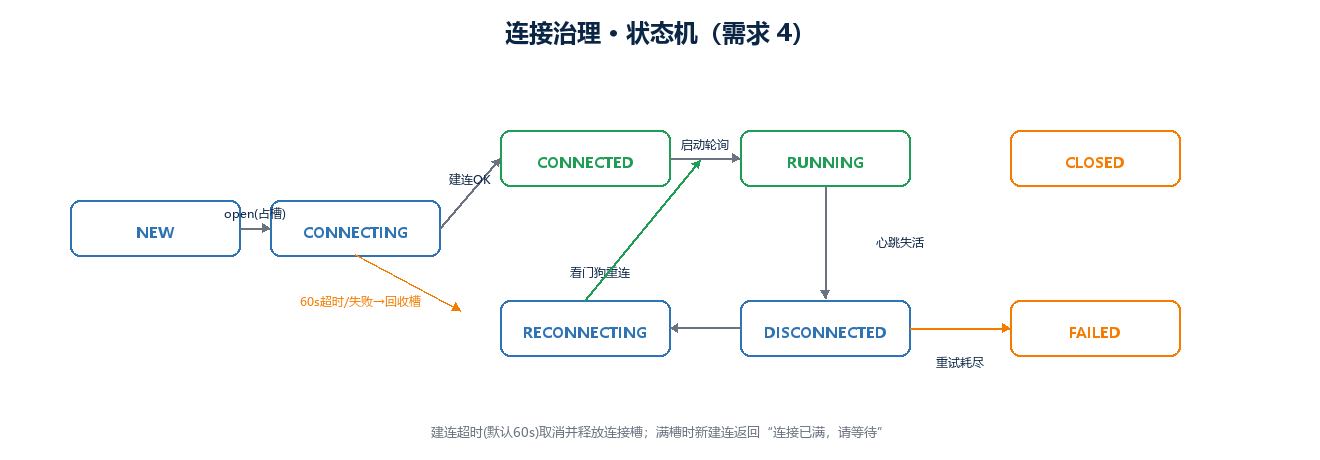 连接治理 · 状态机（需求 4）
启动轮询
CONNECTED
RUNNING
CLOSED
建连OK
open(占槽)
NEW
CONNECTING
心跳失活
看门狗重连
60s超时/失败→回收槽
RECONNECTING
DISCONNECTED
FAILED
重试耗尽
建连超时(默认60s)取消并释放连接槽；满槽时新建连返回“连接已满，请等待”